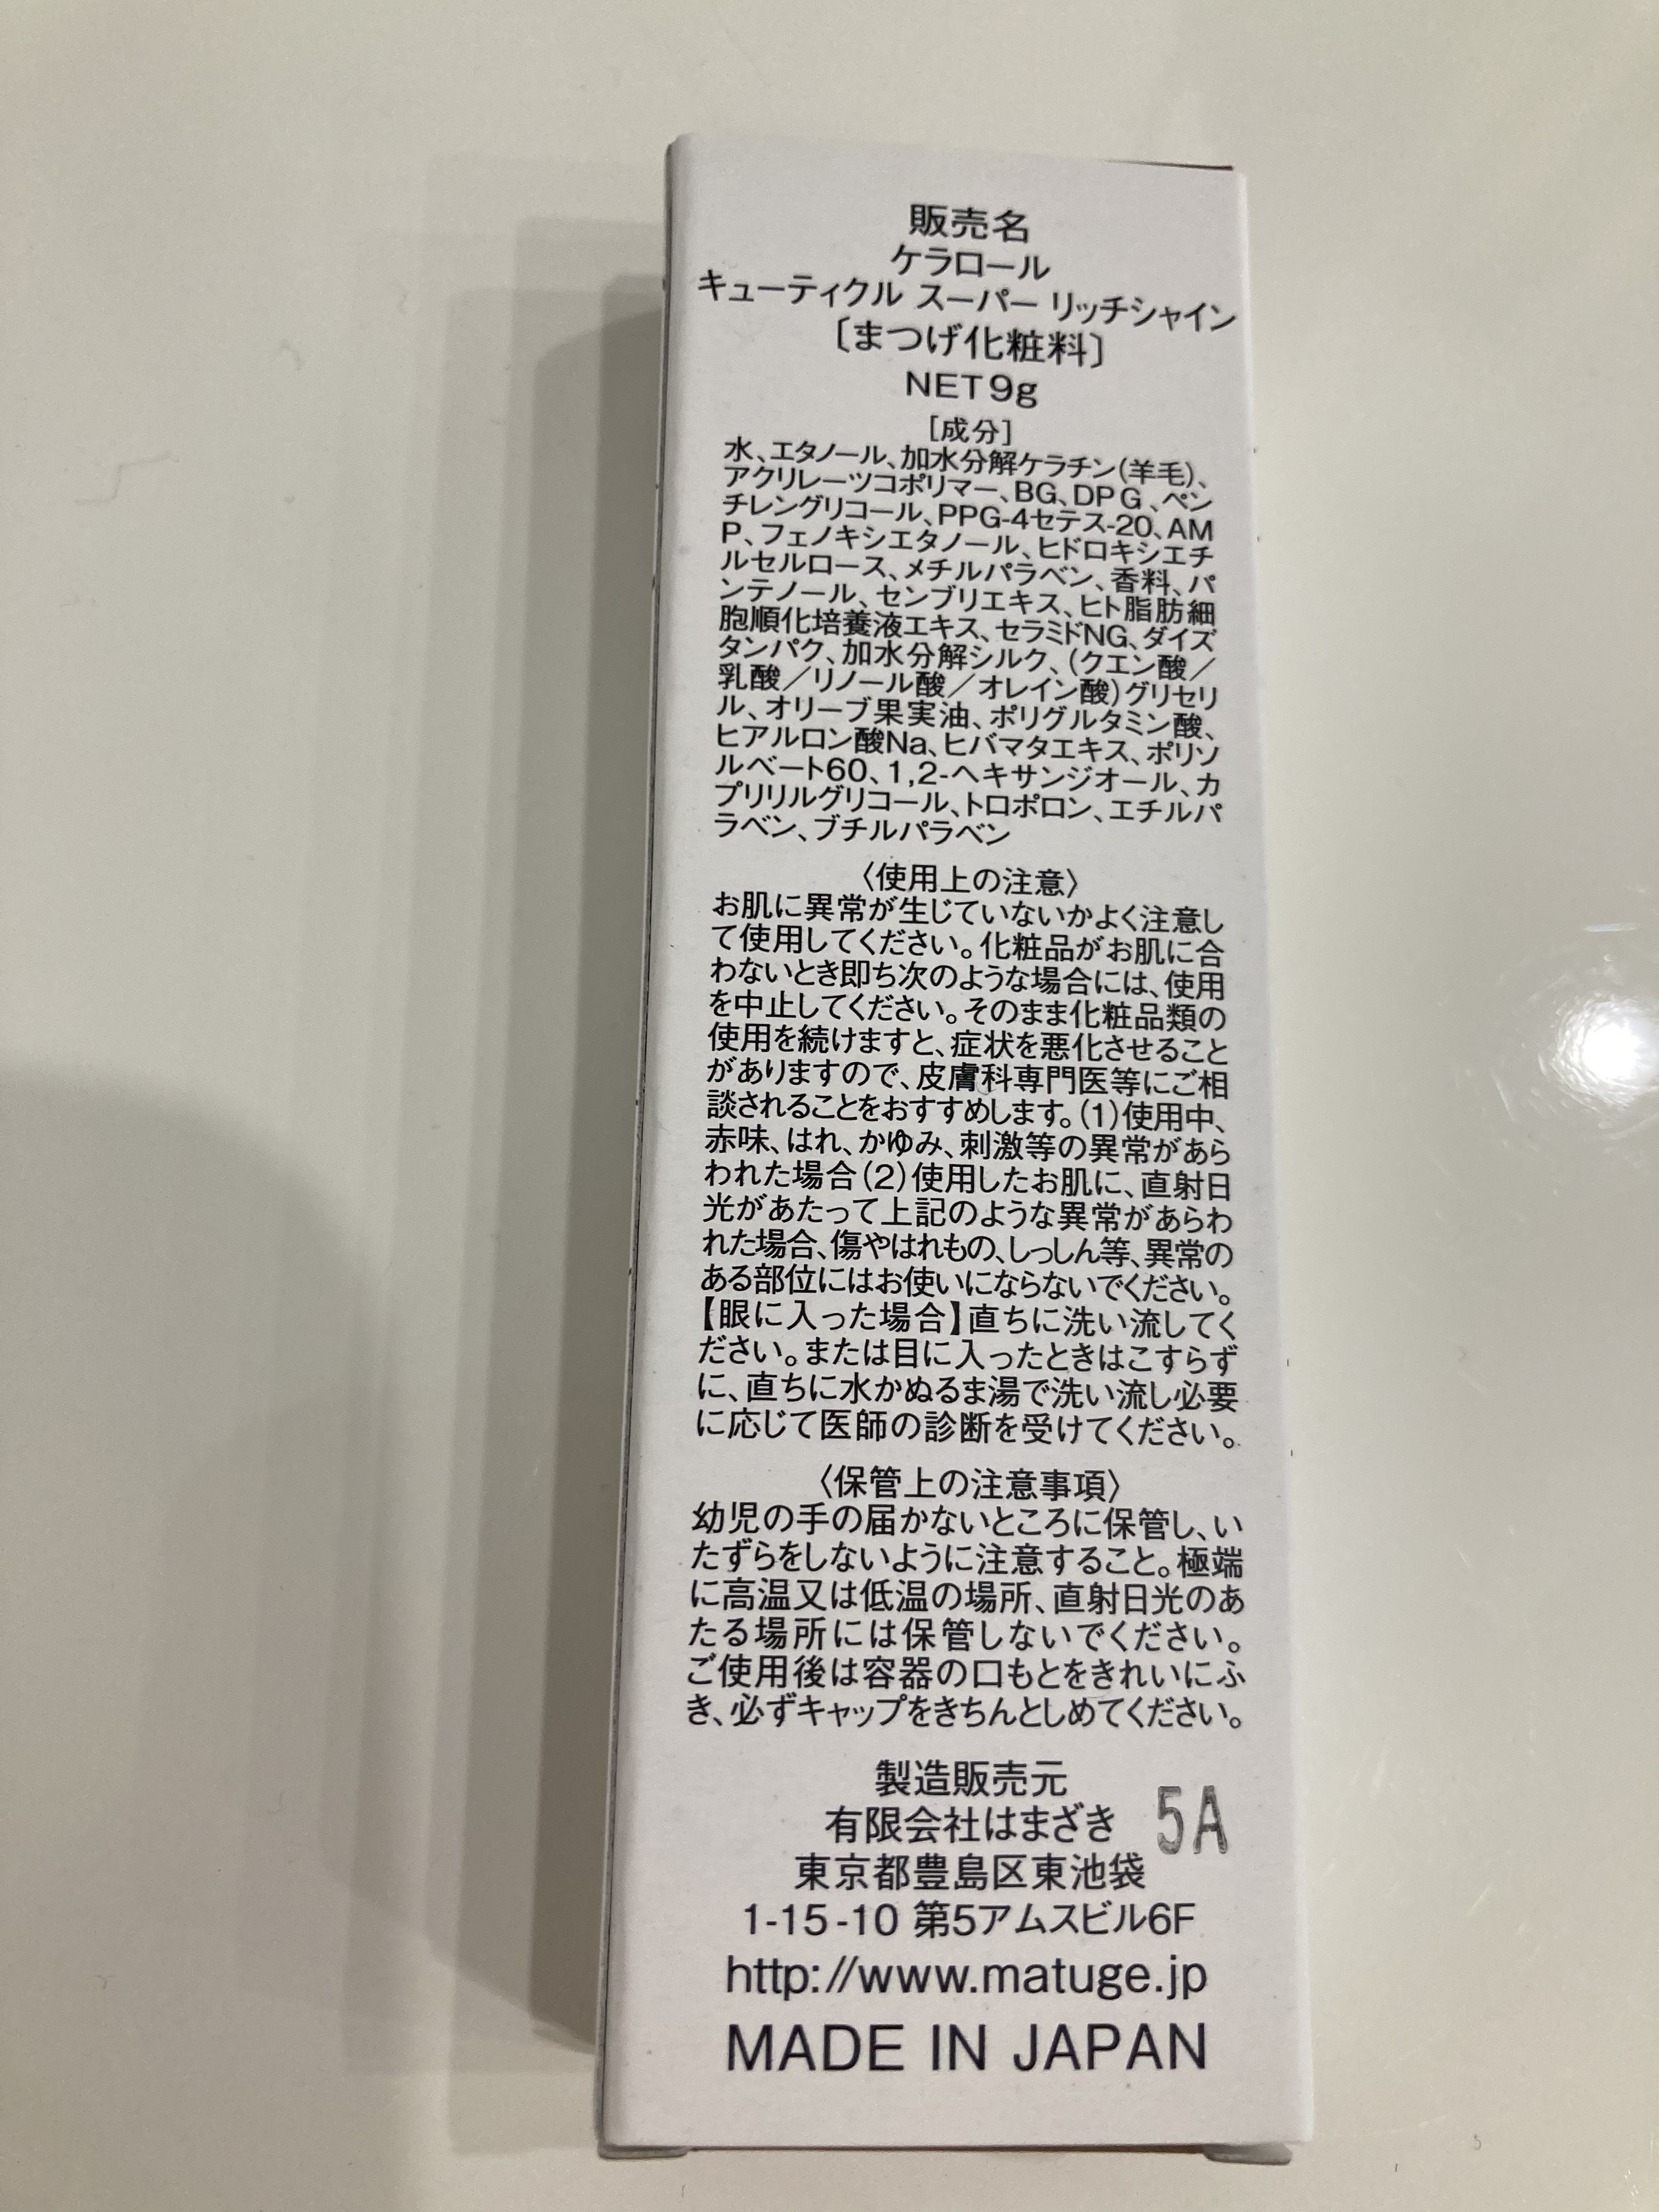 販売名
ケラロール
キューティクル スーパー リッチシャイン
〔まつげ化粧料〕
NET9g
[成分]
水、エタノール、加水分解ケラチン(羊毛)、
アクリレーツコポリマー、BG、DPG、ペン
チレングリコール、PPG-4セテス-20、AM
P、フェノキシエタノール、ヒドロキシエチ
ルセルロース、メチルパラベン、香料、パ
ンテノール、センブリエキス、ヒト脂肪細
胞順化培養液エキス、セラミドNG、ダイズ
タンパク、加水分解シルク、(クエン酸／
乳酸／リノール酸／オレイン酸)グリセリ
ル、オリーブ果実油、ポリグルタミン酸、
ヒアルロン酸Na、ヒバマタエキス、ポリソ
ルベート60、1,2-ヘキサンジオール、カ
プリリルグリコール、トロポロン、エチルパ
ラベン、ブチルパラベン
〈使用上の注意〉
お肌に異常が生じていないかよく注意し
て使用してください。化粧品がお肌に合
わないとき即ち次のような場合には、使用
を中止してください。そのまま化粧品類の
使用を続けますと、症状を悪化させること
がありますので、皮膚科専門医等にご相
談されることをおすすめします。(1)使用中、
赤味、はれ、かゆみ、刺激等の異常があら
われた場合(2)使用したお肌に、直射日
光があたって上記のような異常があらわ
れた場合、傷やはれもの、しっしん等、異常の
ある部位にはお使いにならないでください。
【眼に入った場合】直ちに洗い流してく
ださい。または目に入ったときはこすらず
に、直ちに水かぬるま湯で洗い流し必要
に応じて医師の診断を受けてください。
〈保管上の注意事項〉
幼児の手の届かないところに保管し、い
たずらをしないように注意すること。極端
に高温又は低温の場所、直射日光のあ
たる場所には保管しないでください。
ご使用後は容器の口もとをきれいにふ
き、必ずキャップをきちんとしめてください。
製造販売元
有限会社はまざき
5A
東京都豊島区東池袋
1-15-10 第5アムスビル6F
http://www.matuge.jp
MADE IN JAPAN